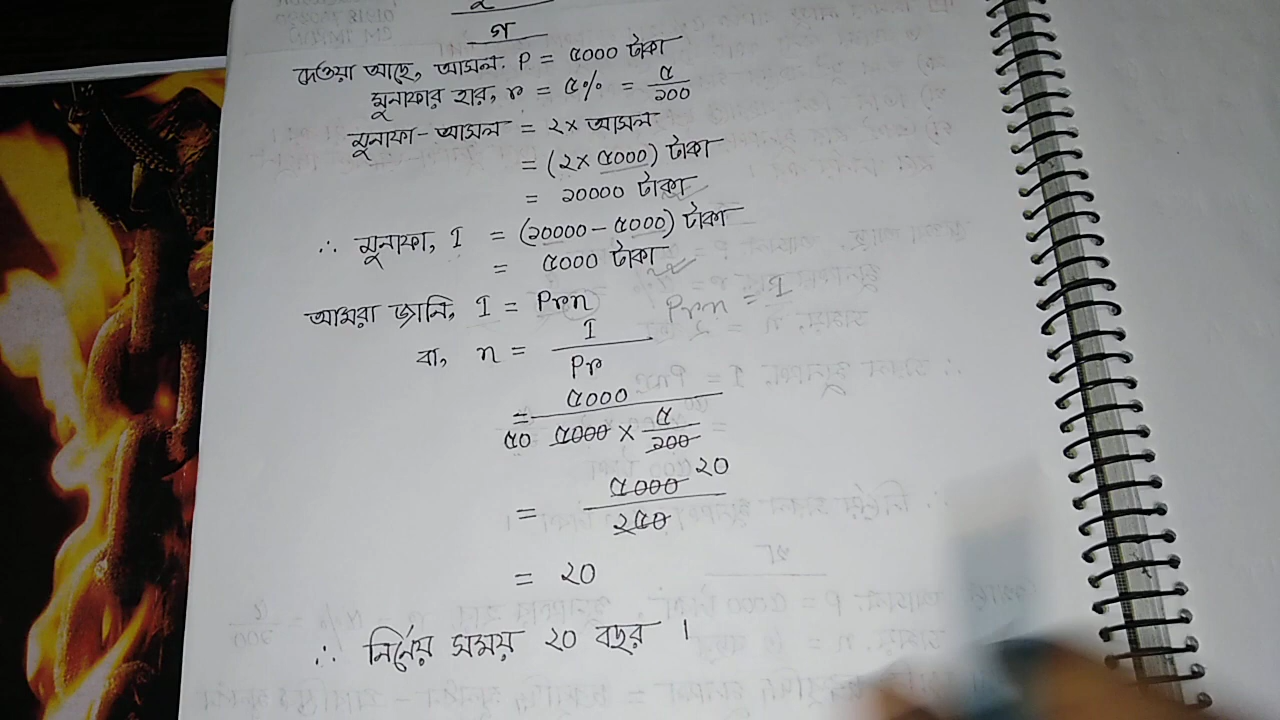 গ
দেওয়া আছে, আসল P = ৫০০০ টাকা
মুনাফার হার, r = ৫% = ৫/১০০
মুনাফা-আসল = ২× আসল
= (২× ৫০০০) টাকা
= ১০০০০ টাকা
∴ মুনাফা, I = (১০০০০ - ৫০০০) টাকা
= ৫০০০ টাকা
আমরা জানি, I = Prn Prn = I
বা, n = I/Pr
= ৫০০০/৫০ ৫০০০ × ৫/১০০
= ৫০০০ ২০/২৫০
= ২০
∴ নির্ণেয় সময় ২০ বছর ।